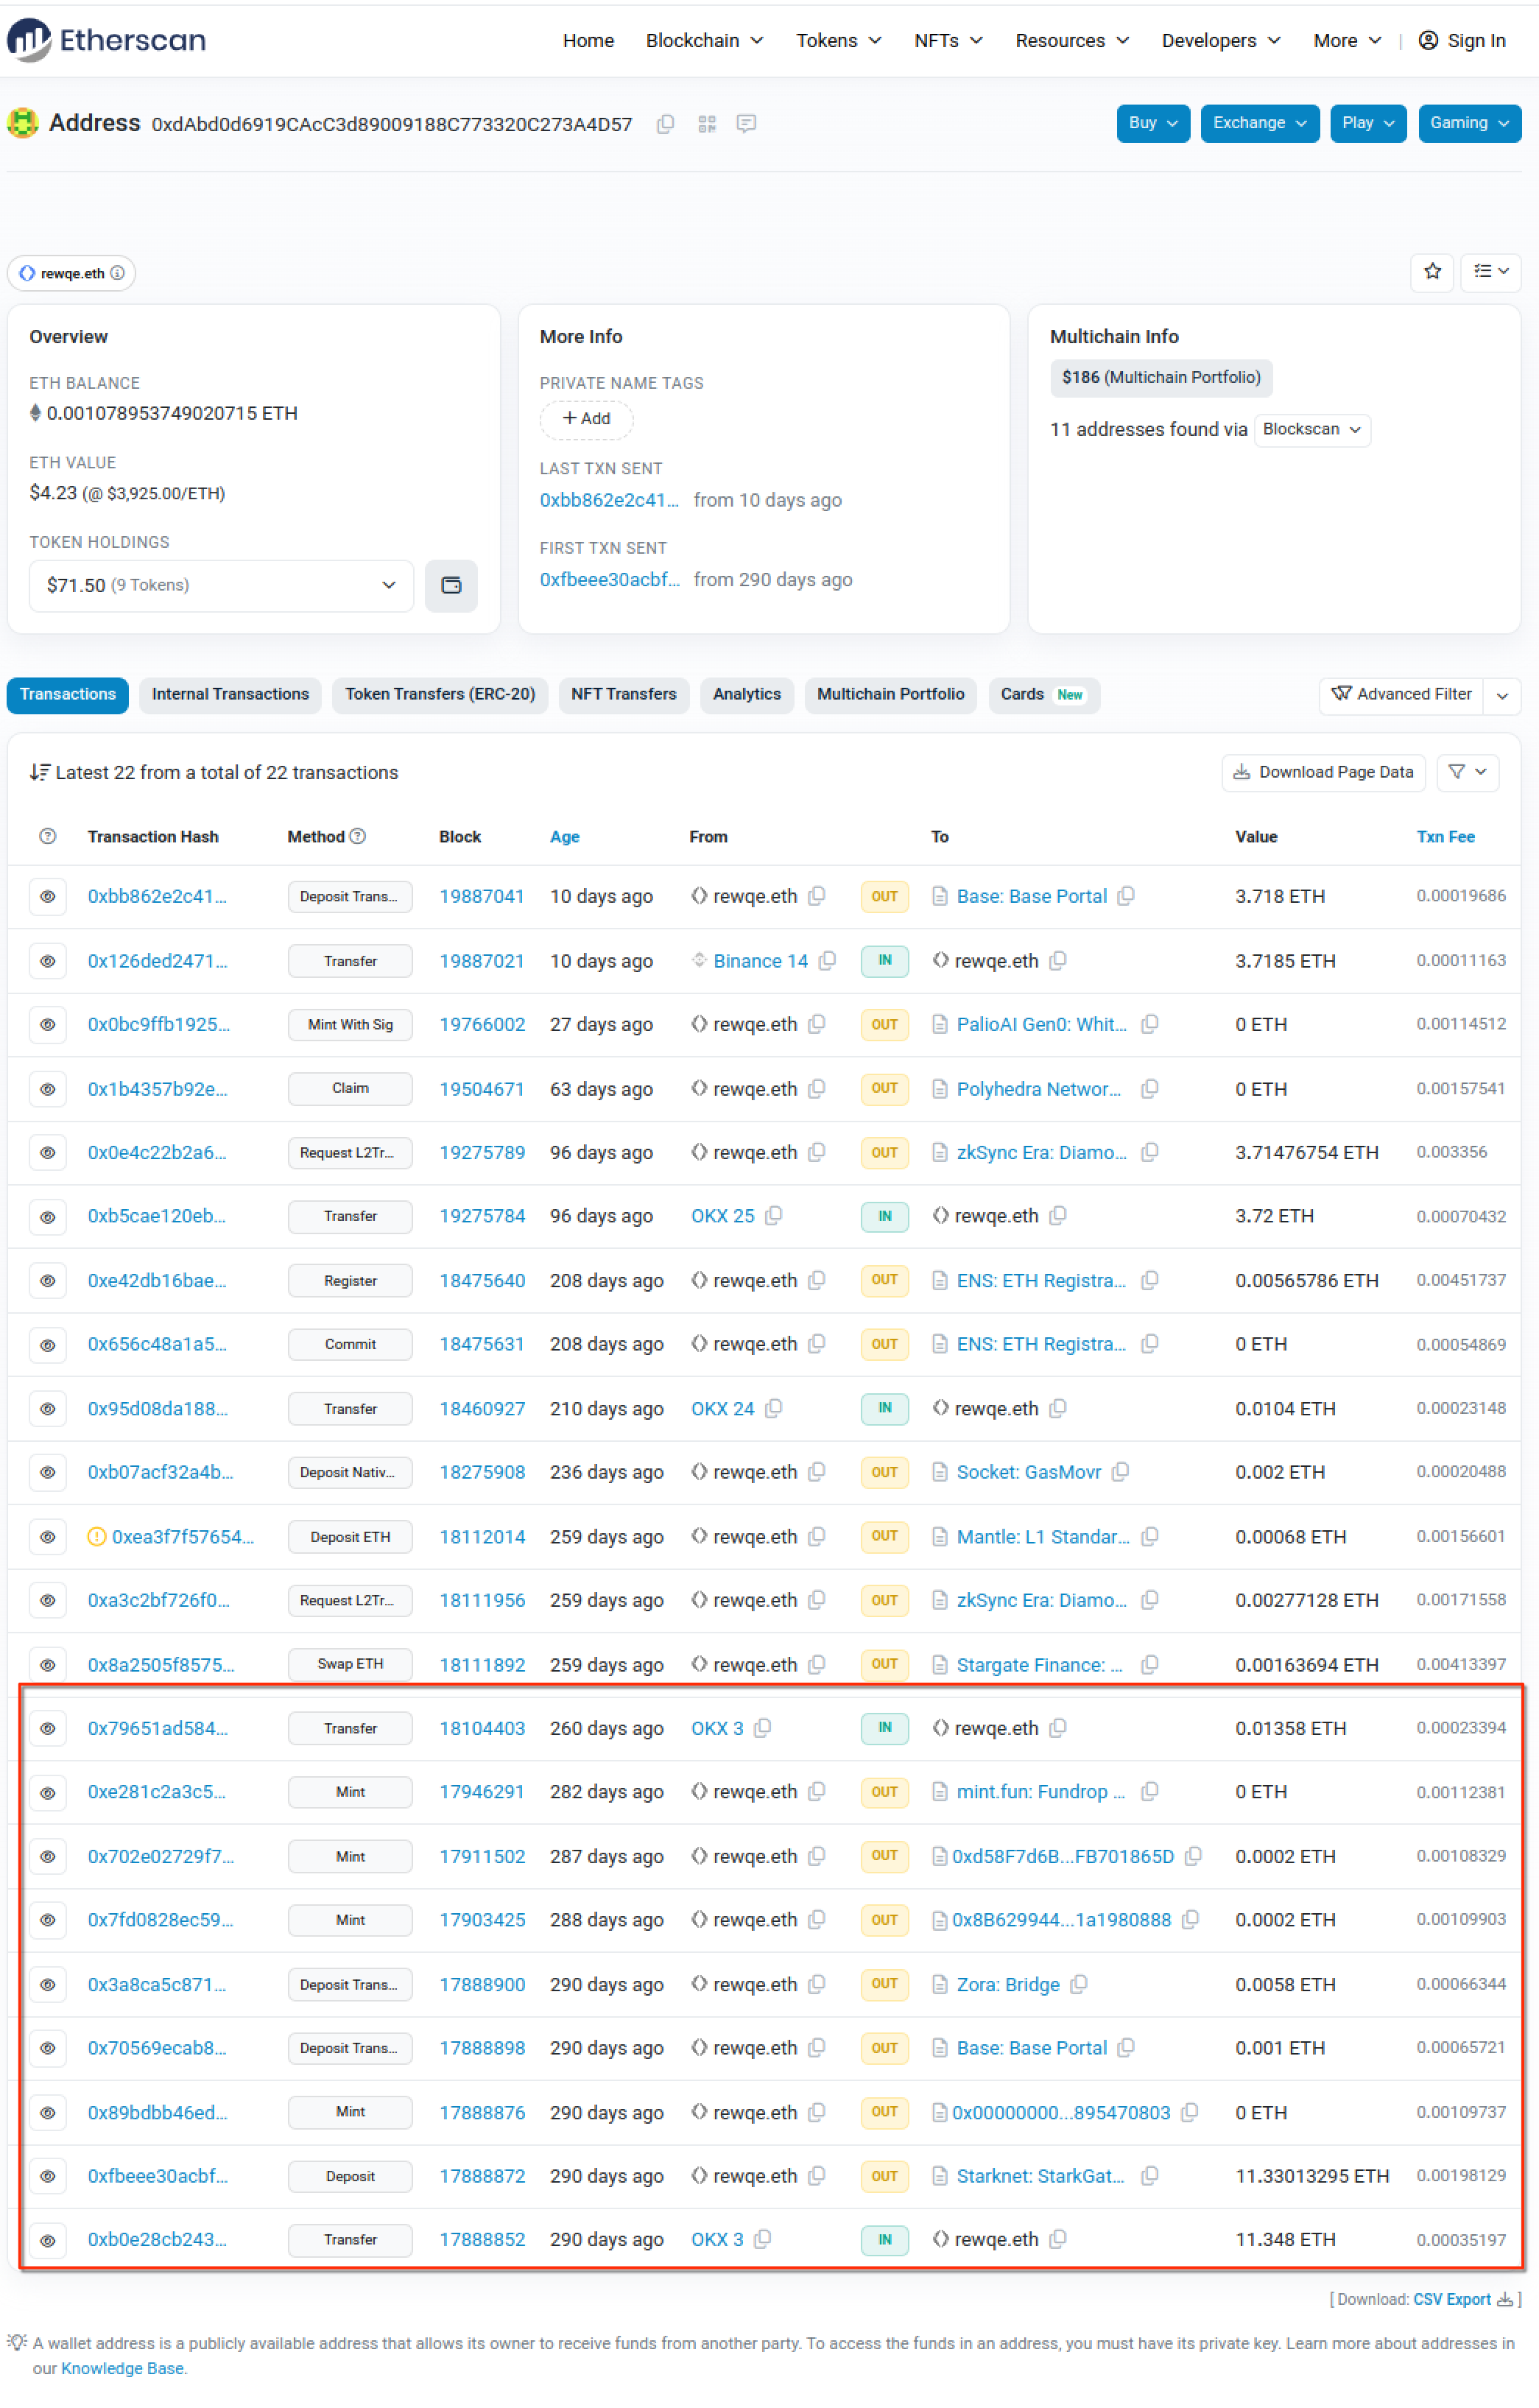 Etherscan
Home Blockchain Tokens NFTs Resources Developers More | Sign In
Address 0xdAbd0d6919CAcC3d89009188C773320C273A4D57
Buy Exchange Play Gaming
rewqe.eth
Overview
ETH BALANCE
0.001078953749020715 ETH
ETH VALUE
$4.23 (@ $3,925.00/ETH)
TOKEN HOLDINGS
$71.50 (9 Tokens)
More Info
PRIVATE NAME TAGS
+ Add
LAST TXN SENT
0xbb862e2c41... from 10 days ago
FIRST TXN SENT
0xfbeee30acbf... from 290 days ago
Multichain Info
$186 (Multichain Portfolio)
11 addresses found via Blockscan
Transactions Internal Transactions Token Transfers (ERC-20) NFT Transfers Analytics Multichain Portfolio Cards New Advanced Filter
Latest 22 from a total of 22 transactions Download Page Data
Transaction Hash Method Block Age From To Value Txn Fee
0xbb862e2c41... Deposit Trans... 19887041 10 days ago rewqe.eth OUT Base: Base Portal 3.718 ETH 0.00019686
0x126ded2471... Transfer 19887021 10 days ago Binance 14 IN rewqe.eth 3.7185 ETH 0.00011163
0x0bc9ffb1925... Mint With Sig 19766002 27 days ago rewqe.eth OUT PalioAI Gen0: Whit... 0 ETH 0.00114512
0x1b4357b92e... Claim 19504671 63 days ago rewqe.eth OUT Polyhedra Networ... 0 ETH 0.00157541
0x0e4c22b2a6... Request L2Tr... 19275789 96 days ago rewqe.eth OUT zkSync Era: Diamo... 3.71476754 ETH 0.003356
0xb5cae120eb... Transfer 19275784 96 days ago OKX 25 IN rewqe.eth 3.72 ETH 0.00070432
0xe42db16bae... Register 18475640 208 days ago rewqe.eth OUT ENS: ETH Registra... 0.00565786 ETH 0.00451737
0x656c48a1a5... Commit 18475631 208 days ago rewqe.eth OUT ENS: ETH Registra... 0 ETH 0.00054869
0x95d08da188... Transfer 18460927 210 days ago OKX 24 IN rewqe.eth 0.0104 ETH 0.00023148
0xb07acf32a4b... Deposit Nativ... 18275908 236 days ago rewqe.eth OUT Socket: GasMovr 0.002 ETH 0.00020488
0xea3f7f57654... Deposit ETH 18112014 259 days ago rewqe.eth OUT Mantle: L1 Standar... 0.00068 ETH 0.00156601
0xa3c2bf726f0... Request L2Tr... 18111956 259 days ago rewqe.eth OUT zkSync Era: Diamo... 0.00277128 ETH 0.00171558
0x8a2505f8575... Swap ETH 18111892 259 days ago rewqe.eth OUT Stargate Finance: ... 0.00163694 ETH 0.00413397
0x79651ad584... Transfer 18104403 260 days ago OKX 3 IN rewqe.eth 0.01358 ETH 0.00023394
0xe281c2a3c5... Mint 17946291 282 days ago rewqe.eth OUT mint.fun: Fundrop ... 0 ETH 0.00112381
0x702e02729f7... Mint 17911502 287 days ago rewqe.eth OUT 0xd58F7d6B...FB701865D 0.0002 ETH 0.00108329
0x7fd0828ec59... Mint 17903425 288 days ago rewqe.eth OUT 0x8B629944...1a1980888 0.0002 ETH 0.00109903
0x3a8ca5c871... Deposit Trans... 17888900 290 days ago rewqe.eth OUT Zora: Bridge 0.0058 ETH 0.00066344
0x70569ecab8... Deposit Trans... 17888898 290 days ago rewqe.eth OUT Base: Base Portal 0.001 ETH 0.00065721
0x89bdbb46ed... Mint 17888876 290 days ago rewqe.eth OUT 0x00000000...895470803 0 ETH 0.00109737
0xfbeee30acbf... Deposit 17888872 290 days ago rewqe.eth OUT Starknet: StarkGat... 11.33013295 ETH 0.00198129
0xb0e28cb243... Transfer 17888852 290 days ago OKX 3 IN rewqe.eth 11.348 ETH 0.00035197
[ Download: CSV Export ]
A wallet address is a publicly available address that allows its owner to receive funds from another party. To access the funds in an address, you must have its private key. Learn more about addresses in
our Knowledge Base.